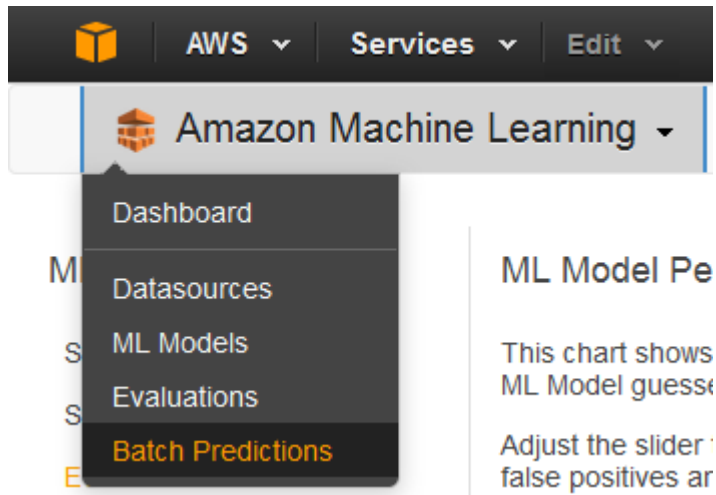 AWS Services Edit
Amazon Machine Learning
Dashboard
Datasources
ML Models
Evaluations
Batch Predictions
ML Model Pe
This chart shows
ML Model guesse
Adjust the slider
false positives an